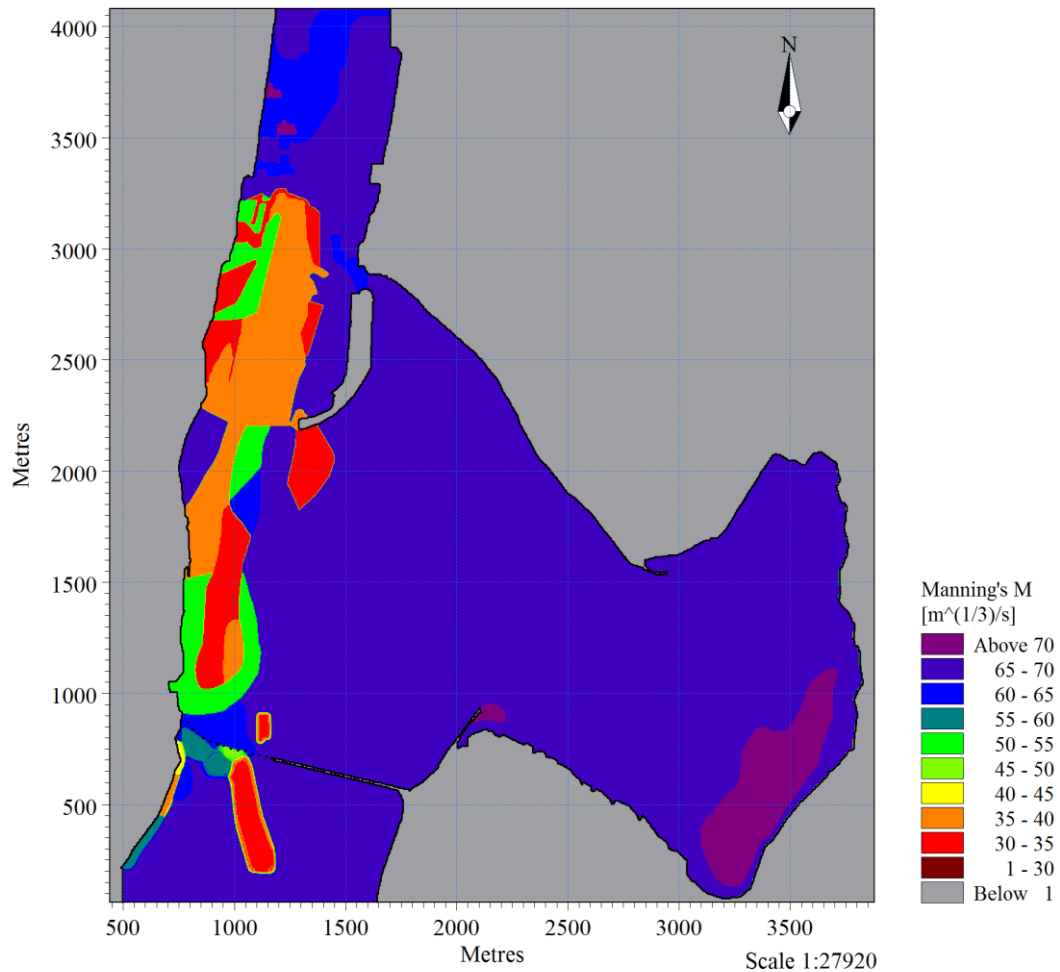 4000
3500
3000
2500
2000
1500
1000
500
Metres
N
500 1000 1500 2000 2500 3000 3500
Metres
Scale 1:27920
Manning's M
[m^(1/3)/s]
Above 70
65 - 70
60 - 65
55 - 60
50 - 55
45 - 50
40 - 45
35 - 40
30 - 35
1 - 30
Below 1